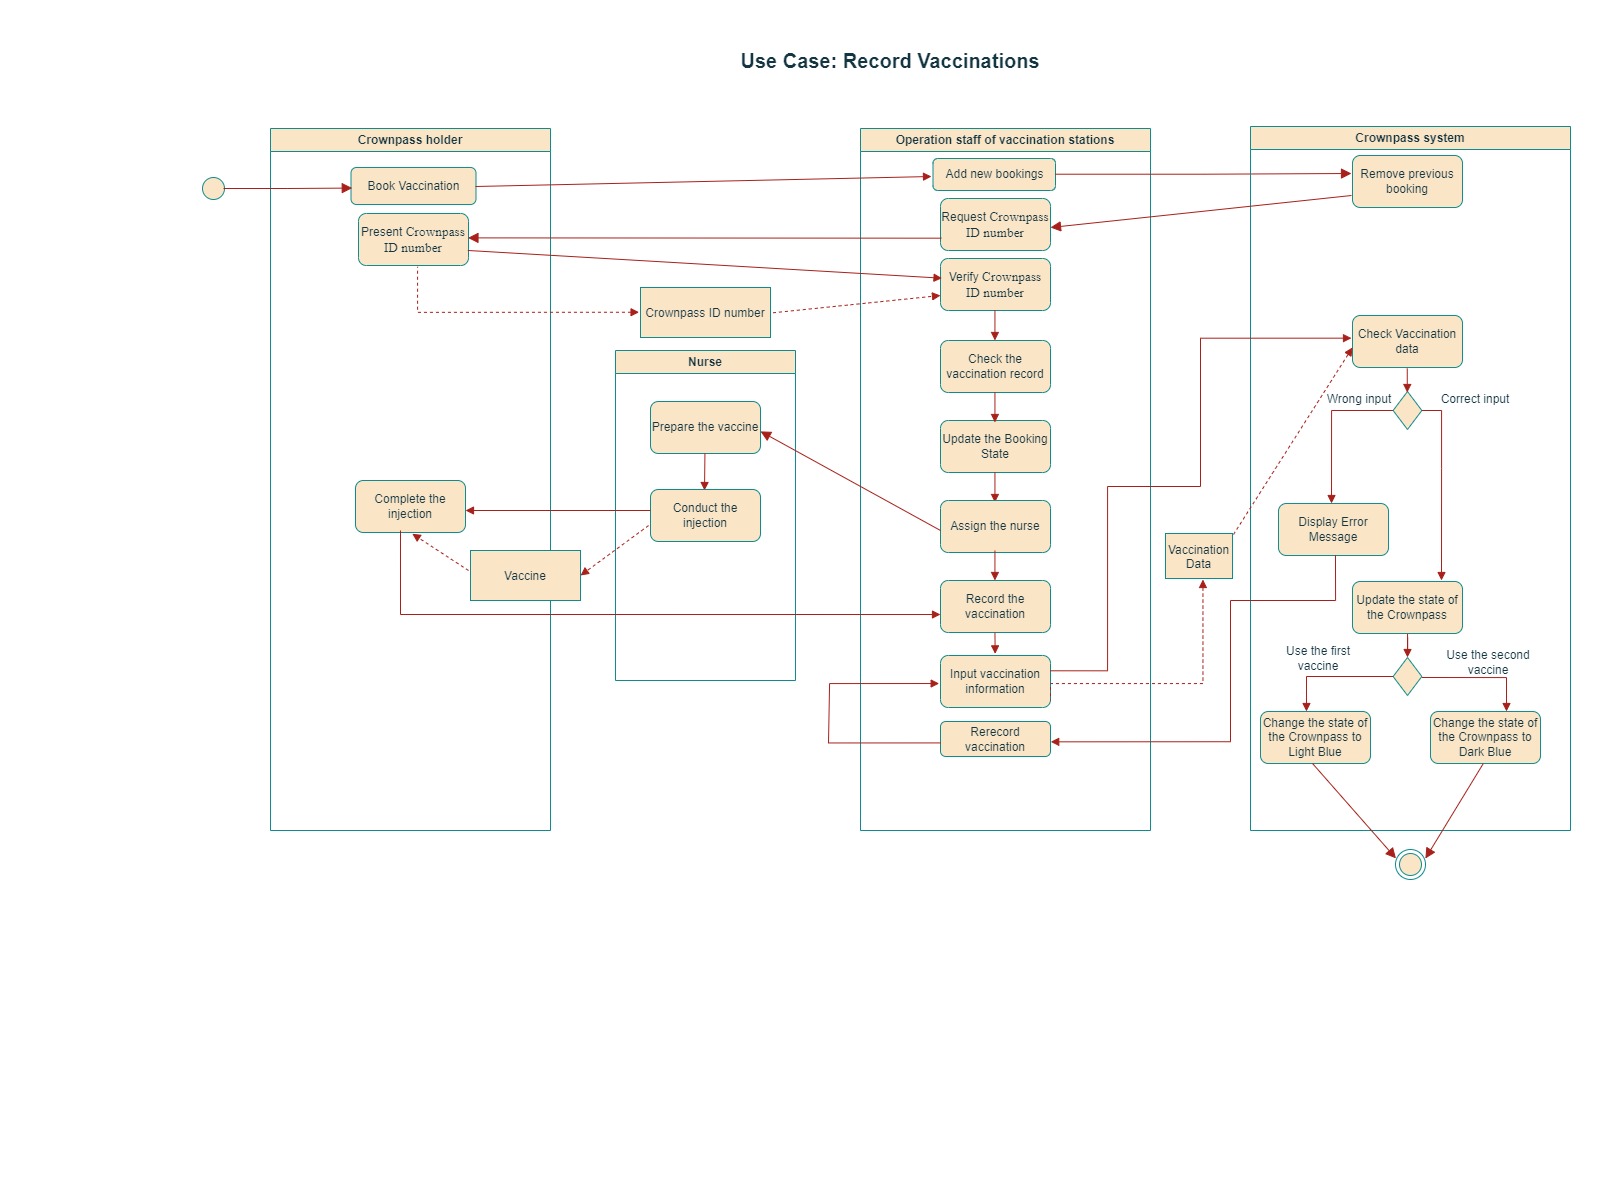 Use Case: Record Vaccinations
Crownpass holder
Book Vaccination
Present Crownpass
ID number
Complete the
injection
Crownpass ID number
Vaccine
Nurse
Prepare the vaccine
Conduct the
injection
Operation staff of vaccination stations
Add new bookings
Request Crownpass
ID number
Verify Crownpass
ID number
Check the
vaccination record
Update the Booking
State
Assign the nurse
Record the
vaccination
Input vaccination
information
Rerecord
vaccination
Vaccination
Data
Crownpass system
Remove previous
booking
Check Vaccination
data
Wrong input
Correct input
Display Error
Message
Update the state of
the Crownpass
Use the first
vaccine
Use the second
vaccine
Change the state of
the Crownpass to
Light Blue
Change the state of
the Crownpass to
Dark Blue